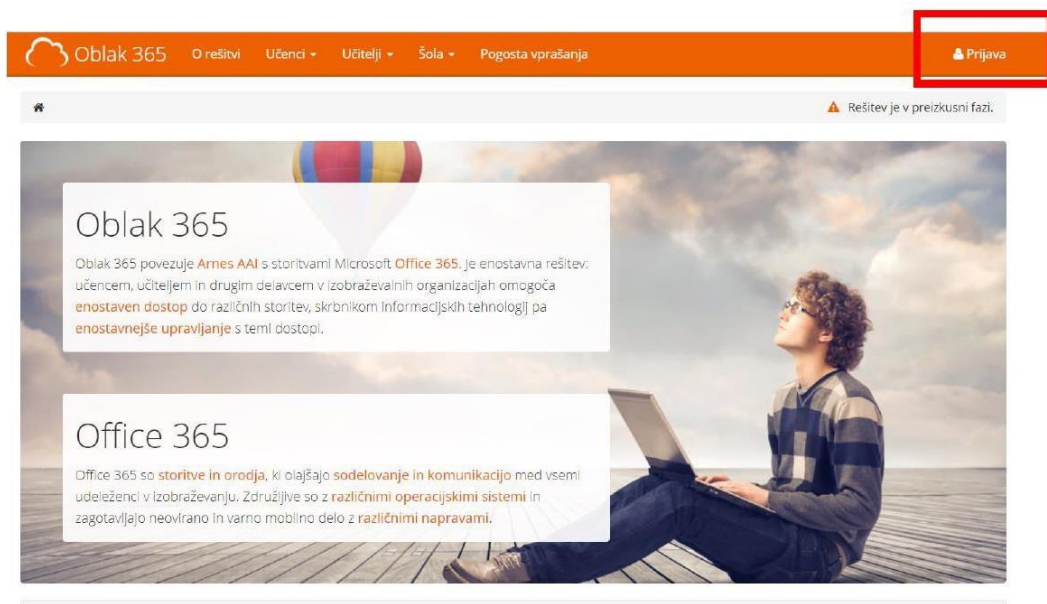 Oblak 365 O rešitvi Učenci Učitelji Šola Pogosta vprašanja Prijava
Rešitev je v preizkusni fazi.
Oblak 365
Oblak 365 povezuje Arnes AAI s storitvami Microsoft Office 365. Je enostavna rešitev:
učencem, učiteljem in drugim delavcem v izobraževalnih organizacijah omogoča
enostaven dostop do različnih storitev, skrbnikom informacijskih tehnologij pa
enostavnejše upravljanje s temi dostopi.
Office 365
Office 365 so storitve in orodja, ki olajšajo sodelovanje in komunikacijo med vsemi
udeleženci v izobraževanju. Združljive so z različnimi operacijskimi sistemi in
zagotavljajo neovirano in varno mobilno delo z različnimi napravami.